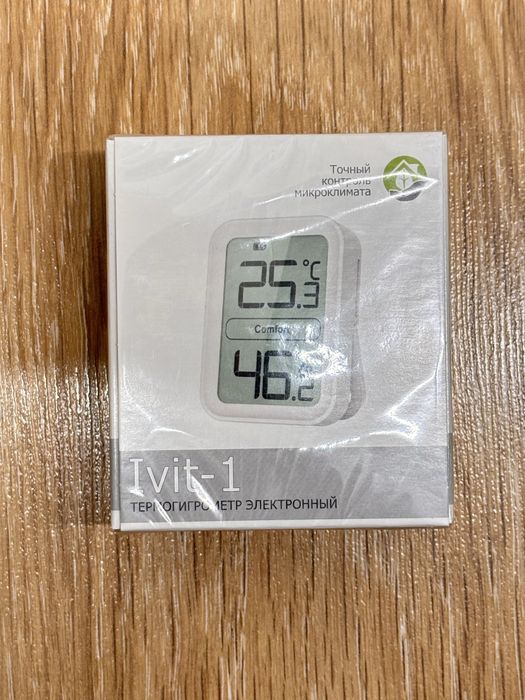 Точный
контроль
микроклимата
25.3 °C
Comfort
46.2
Ivit-1
ТЕРМОГИГРОМЕТР ЭЛЕКТРОННЫЙ